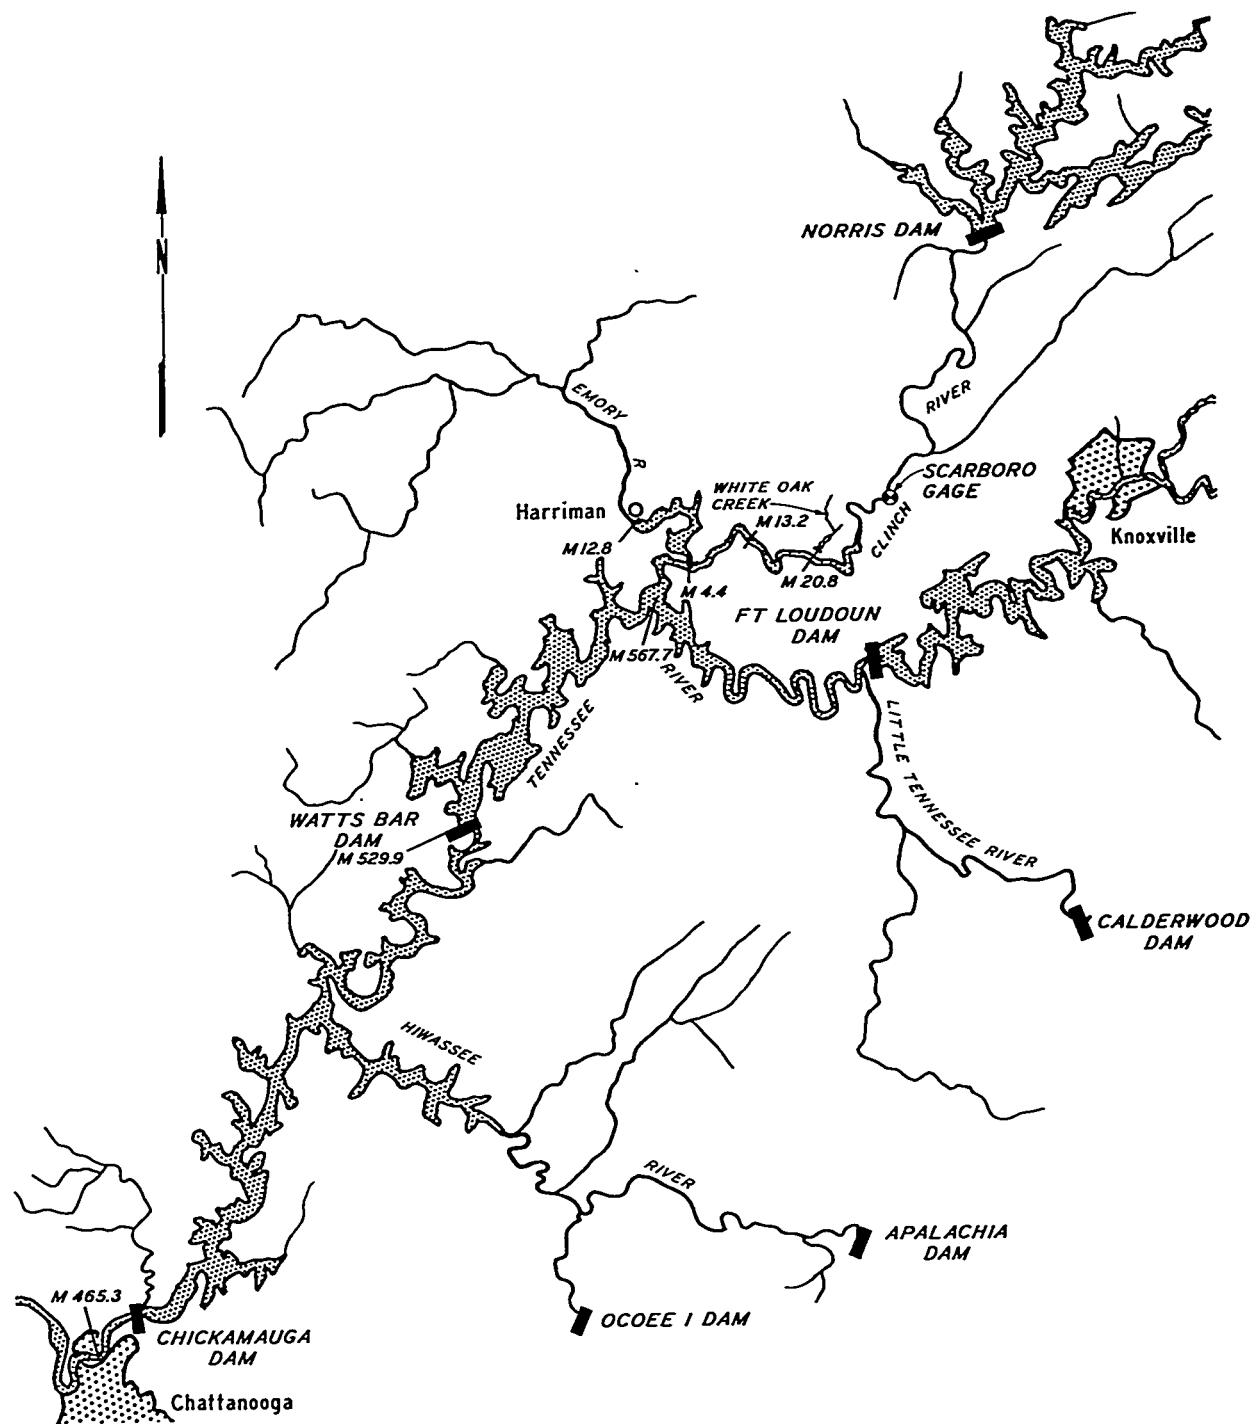 NORRIS DAM
N
EMORY
R
RIVER
SCARBORO
GAGE
WHITE OAK
CREEK
M 13.2
CLINCH
Harriman
M 12.8
Knoxville
M 20.8
M 4.4
FT LOUDOUN
DAM
M 567.7
RIVER
TENNESSEE
LITTLE TENNESSEE RIVER
WATTS BAR
DAM
M 529.9
CALDERWOOD
DAM
HIWASSEE
RIVER
APALACHIA
DAM
M 465.3
OCOEE I DAM
CHICKAMAUGA
DAM
Chattanooga